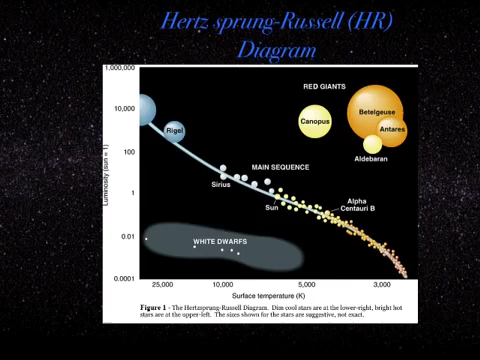 Hertz sprung-Russell (HR)
Diagram
1,000,000
10,000
100
1
0.01
0.0001
Luminosity (sun = 1)
RED GIANTS
Betelgeuse
Canopus
Antares
Rigel
Aldebaran
MAIN SEQUENCE
Sirius
Sun
Alpha
Centauri B
WHITE DWARFS
25,000
10,000
5,000
3,000
Surface temperature (K)
Figure 1 - The Hertzsprung-Russell Diagram. Dim cool stars are at the lower-right, bright hot
stars are at the upper-left. The sizes shown for the stars are suggestive, not exact.